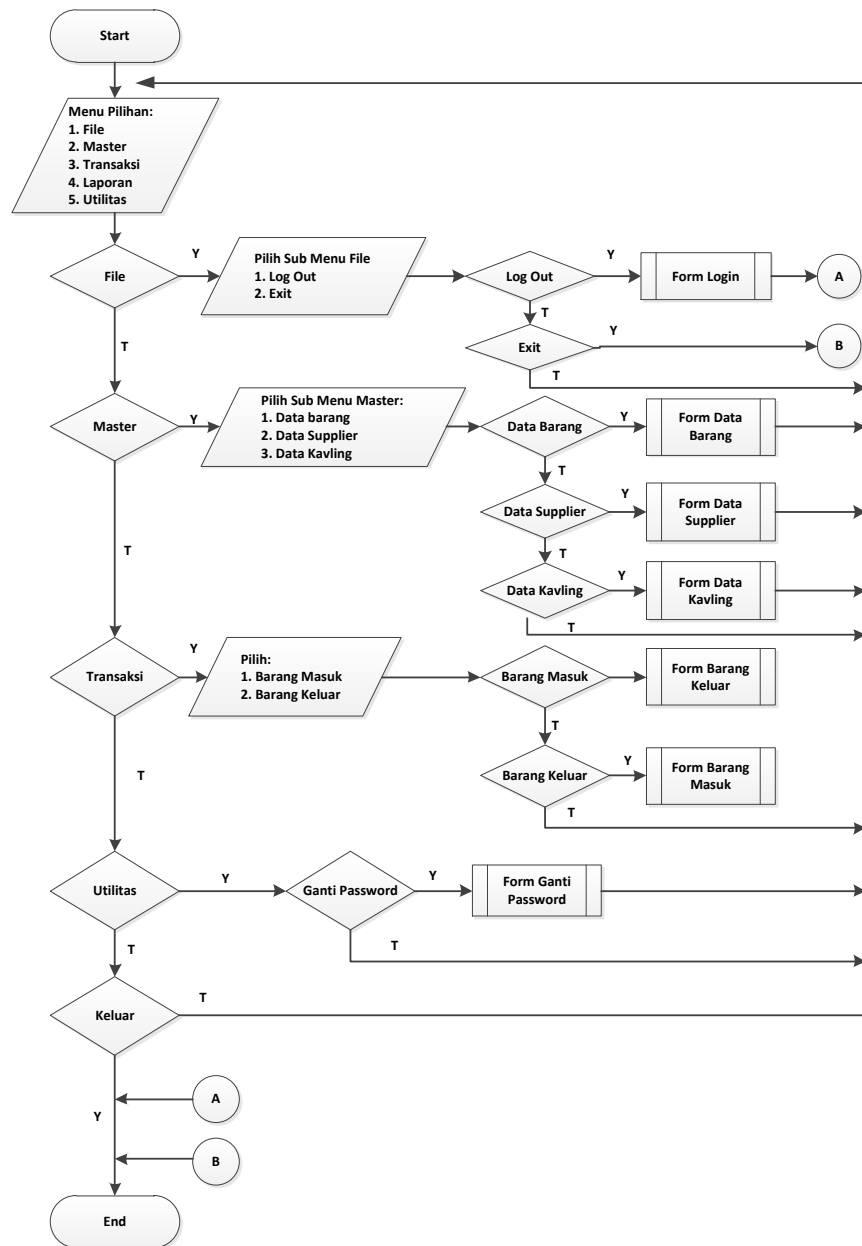 Start
Menu Pilihan:
1. File
2. Master
3. Transaksi
4. Laporan
5. Utilitas
File
Y
Pilih Sub Menu File
1. Log Out
2. Exit
Log Out
Y
Form Login
A
T
T
Exit
Y
B
T
Master
Y
Pilih Sub Menu Master:
1. Data barang
2. Data Supplier
3. Data Kavling
Data Barang
Y
Form Data
Barang
T
Data Supplier
Y
Form Data
Supplier
T
T
Data Kavling
Y
Form Data
Kavling
T
Transaksi
Y
Pilih:
1. Barang Masuk
2. Barang Keluar
Barang Masuk
Form Barang
Keluar
T
T
Barang Keluar
Y
Form Barang
Masuk
T
Utilitas
Y
Ganti Password
Y
Form Ganti
Password
T
T
Keluar
T
Y
A
B
End